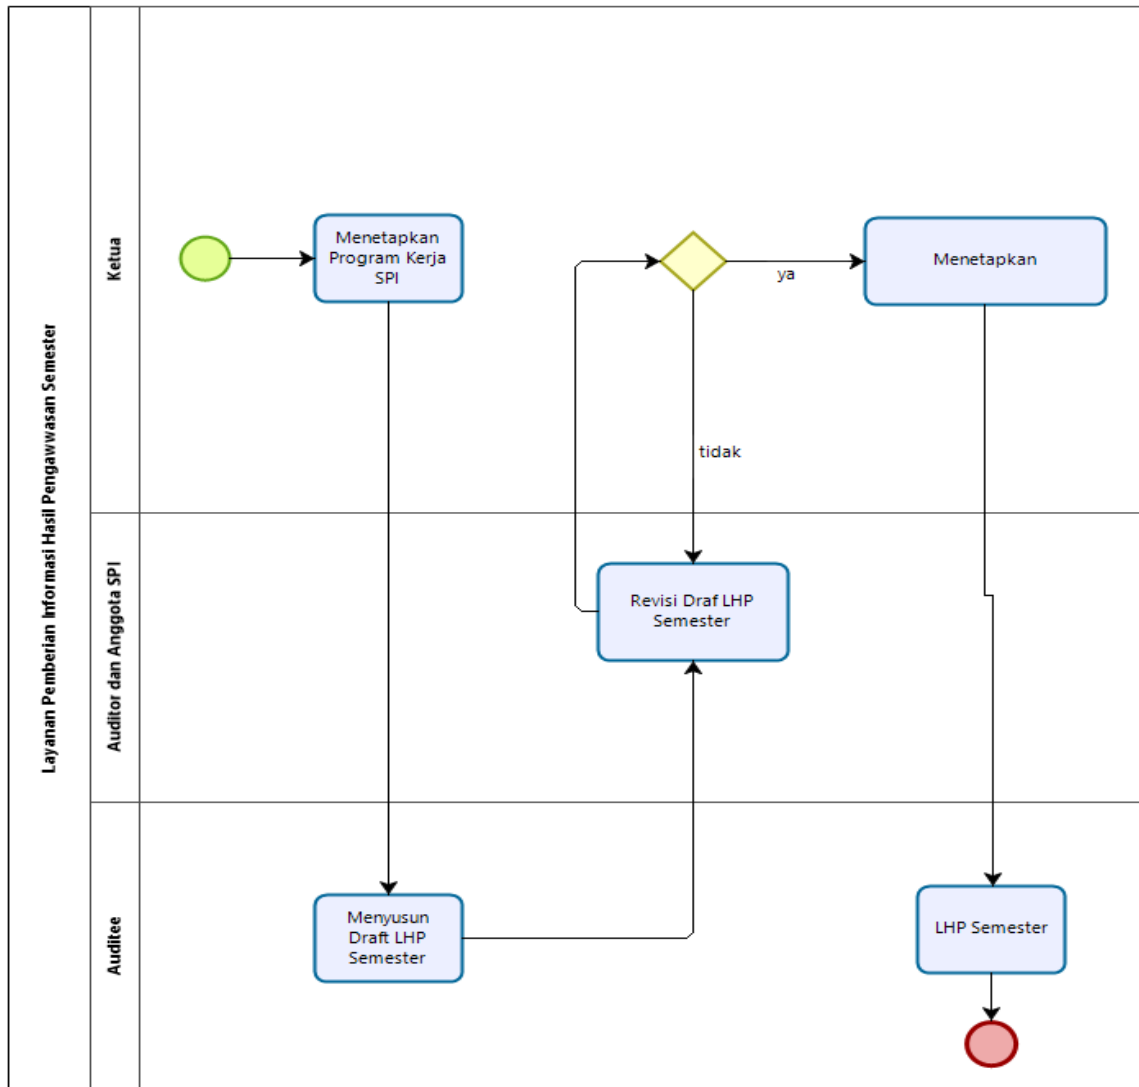 Layanan Pemberian Informasi Hasil Pengawwasan Semester
Ketua
Menetapkan
Program Kerja
SPI
ya
Menetapkan
tidak
Auditor dan Anggota SPI
Revisi Draf LHP
Semester
Auditee
Menyusun
Draft LHP
Semester
LHP Semester